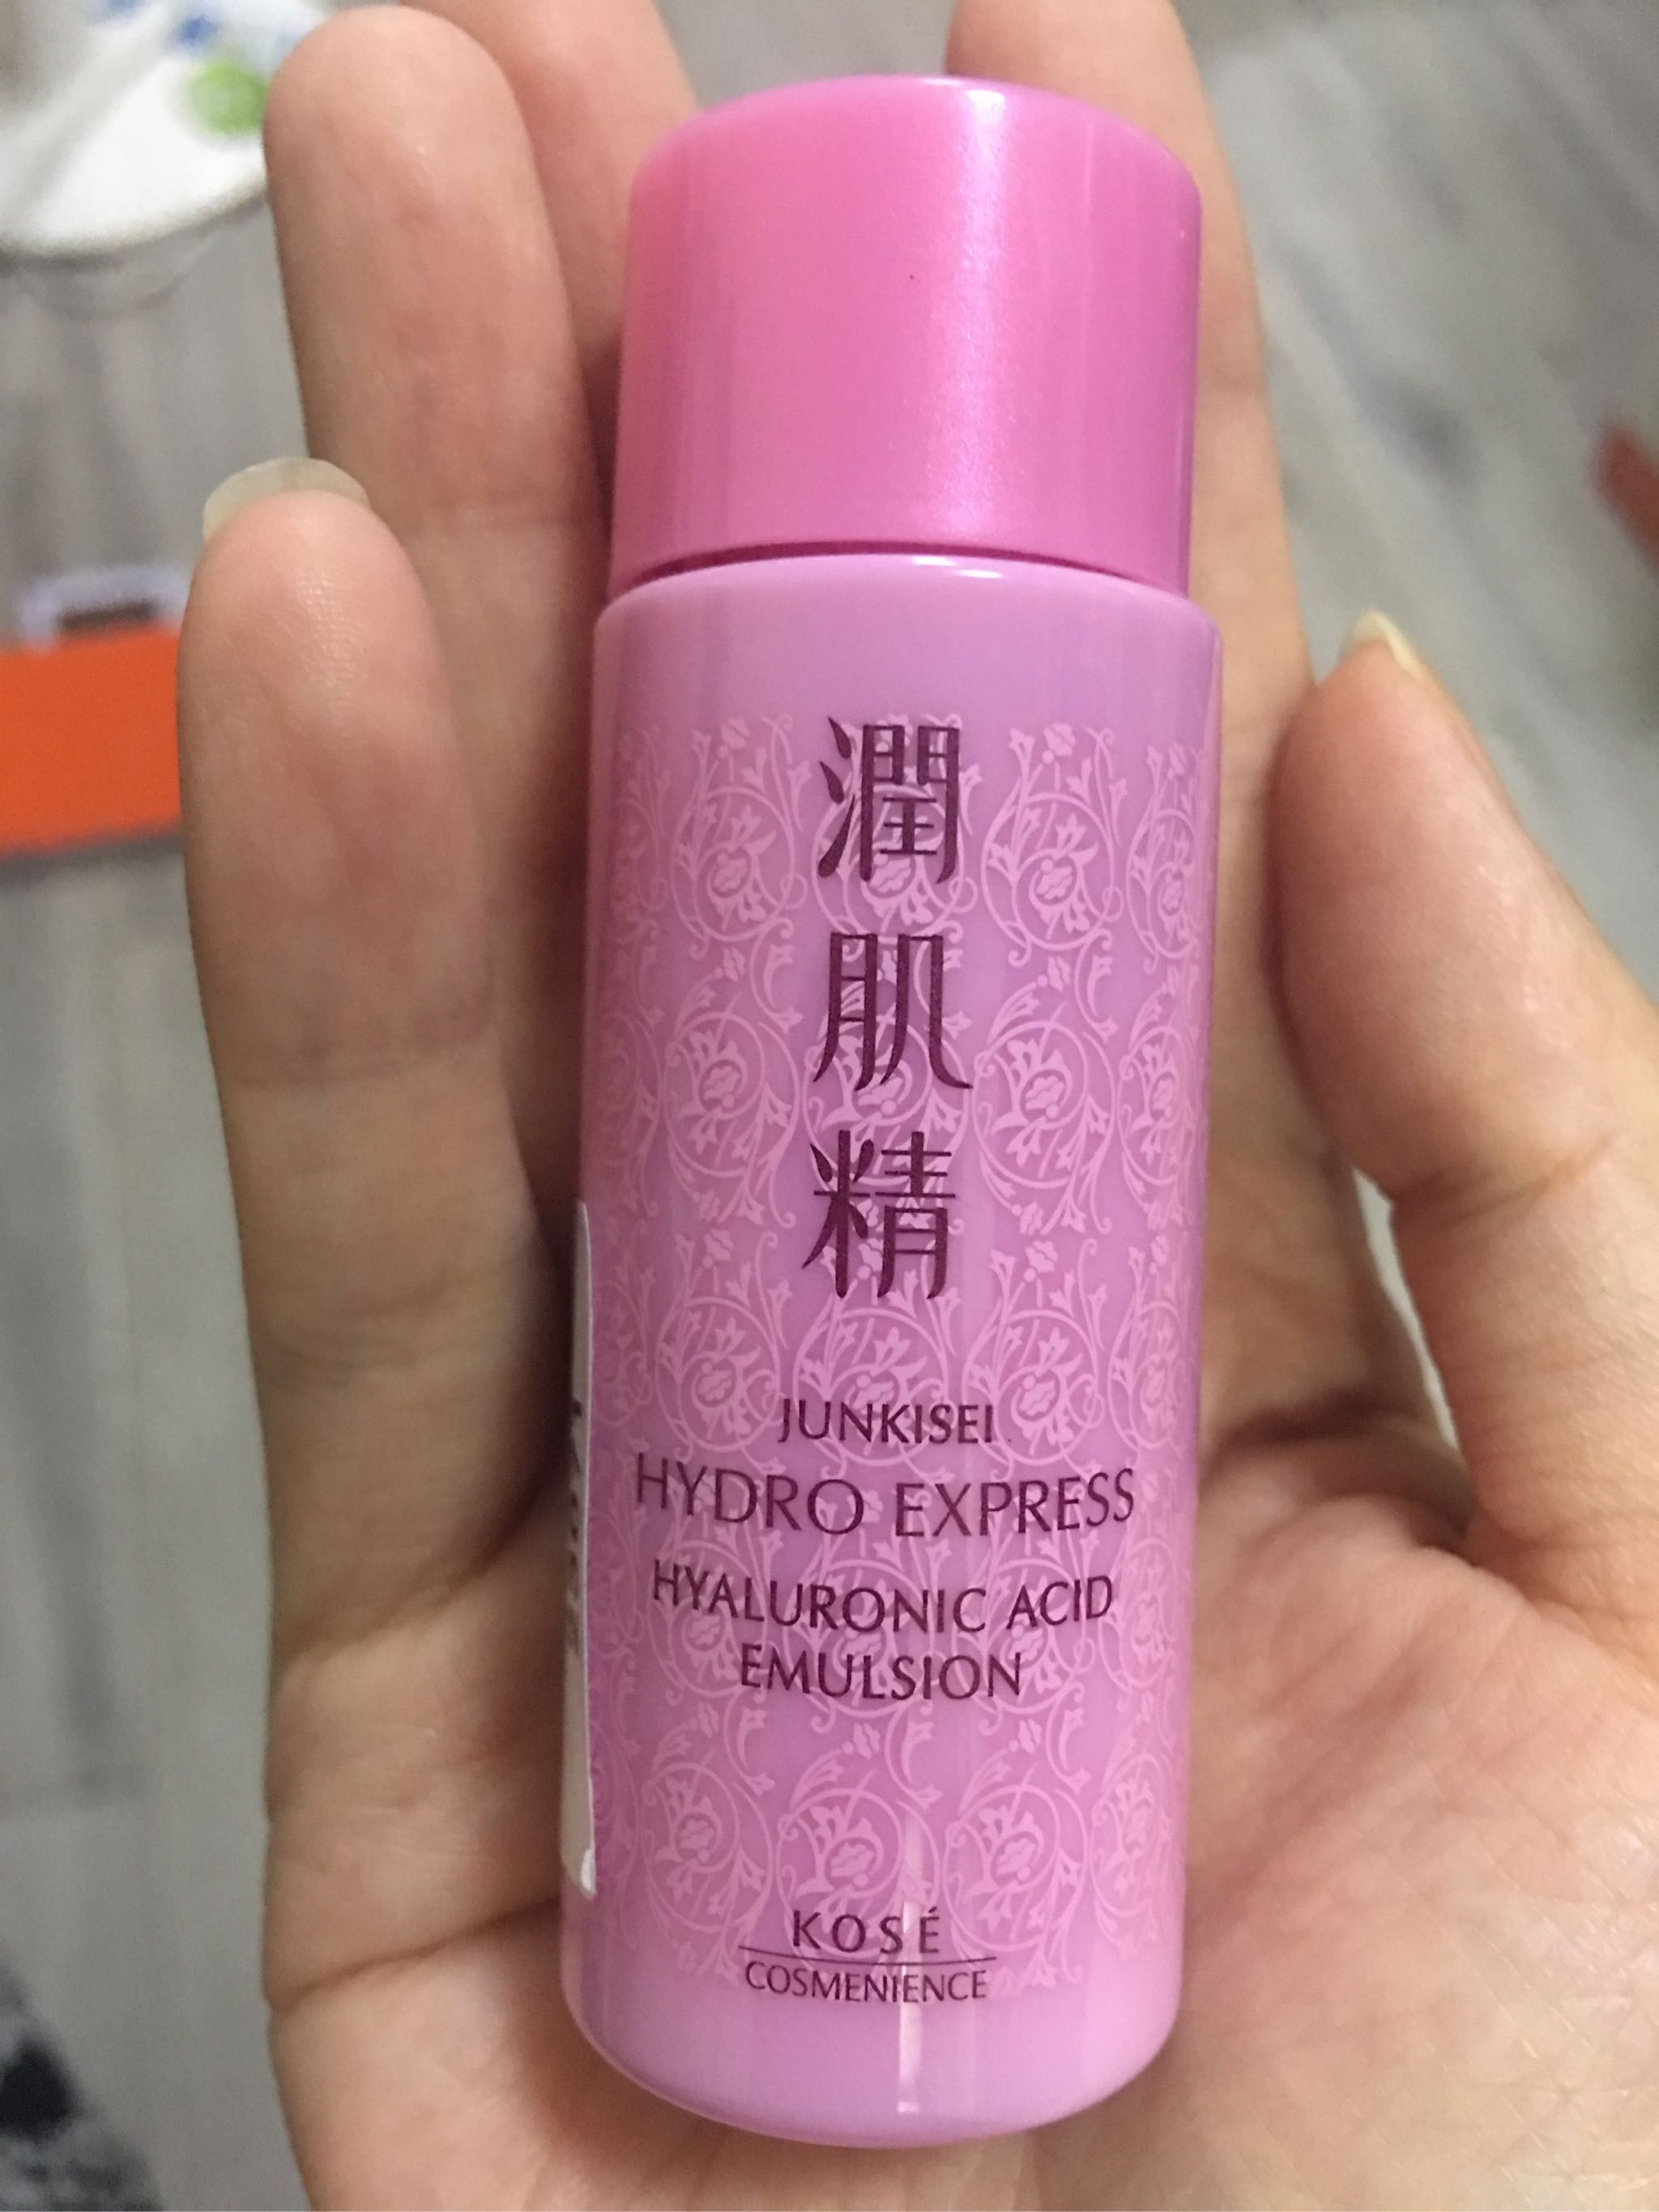 潤肌精
JUNKISEI
HYDRO EXPRESS
HYALURONIC ACID
EMULSION
KOSÉ
COSMENIENCE